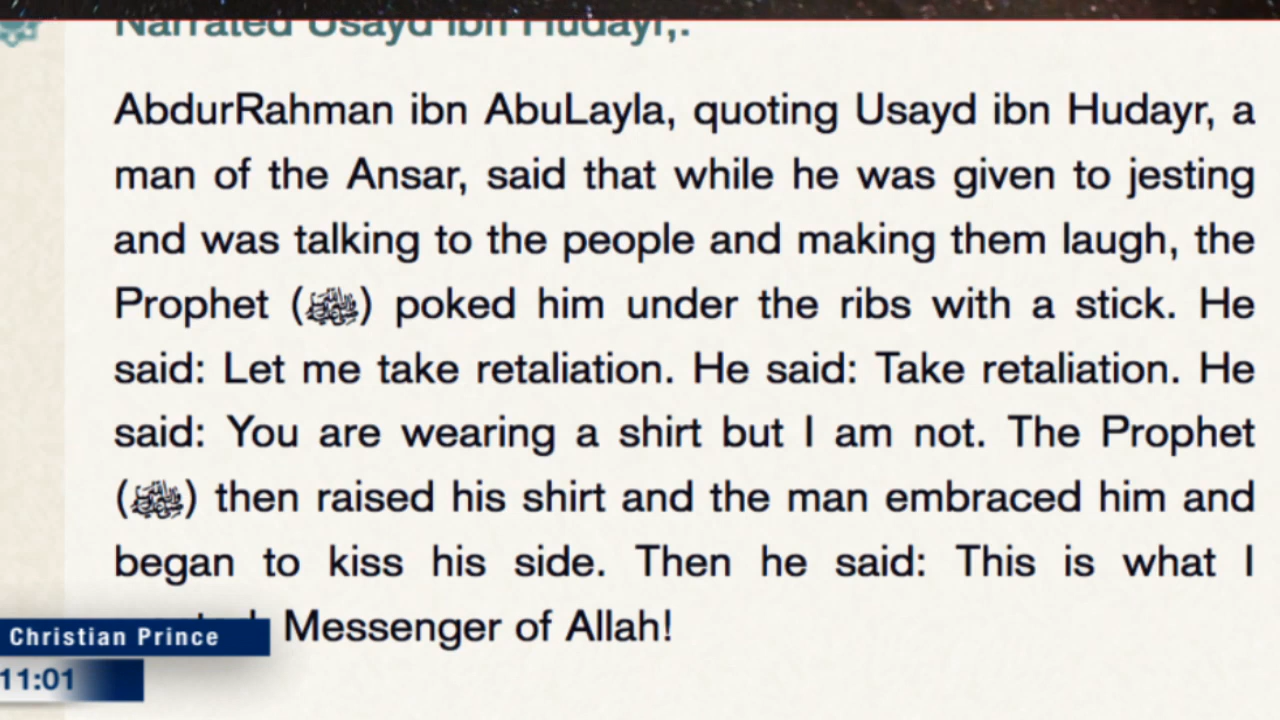 Narrated Usayd ibn Hudayr,:
AbdurRahman ibn AbuLayla, quoting Usayd ibn Hudayr, a
man of the Ansar, said that while he was given to jesting
and was talking to the people and making them laugh, the
Prophet (ﷺ) poked him under the ribs with a stick. He
said: Let me take retaliation. He said: Take retaliation. He
said: You are wearing a shirt but I am not. The Prophet
(ﷺ) then raised his shirt and the man embraced him and
began to kiss his side. Then he said: This is what I
Messenger of Allah!
Christian Prince
11:01